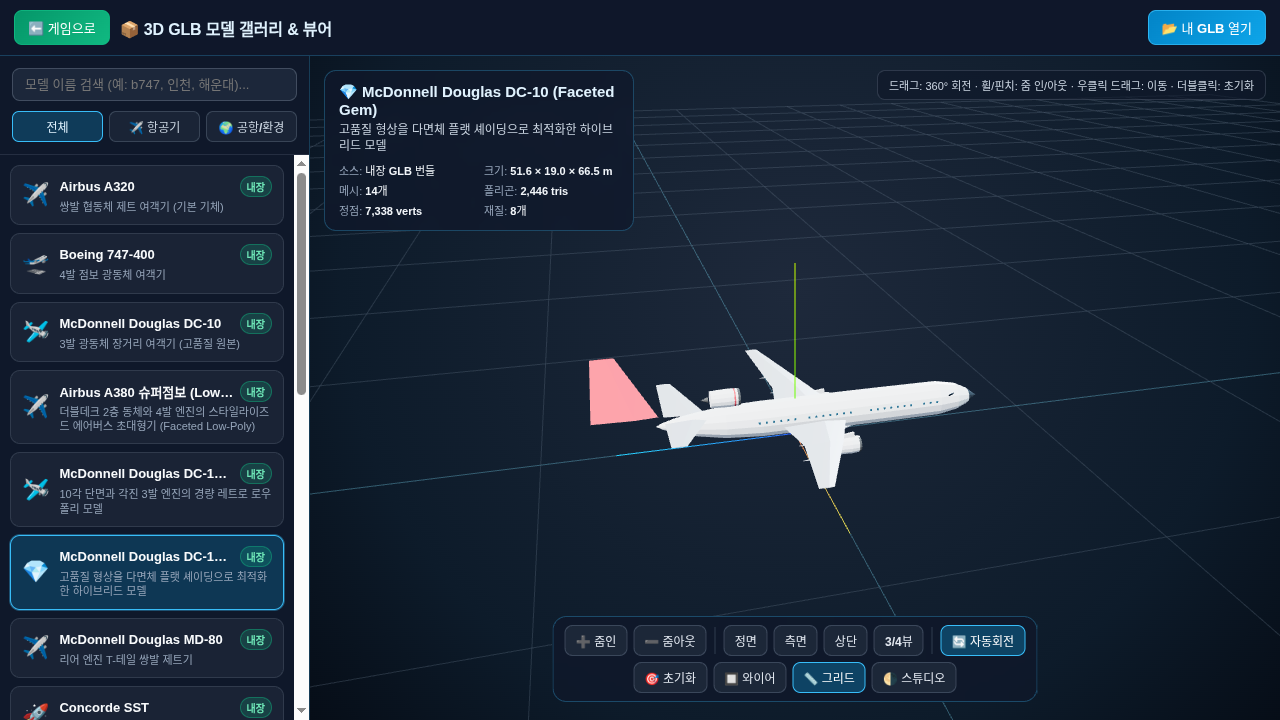 ⬅️ 게임으로
📦 3D GLB 모델 갤러리 & 뷰어
📂 내 GLB 열기
모델 이름 검색 (예: b747, 인천, 해운대)...
전체
✈️ 항공기
🌍 공항/환경
Airbus A320
내장
쌍발 협동체 제트 여객기 (기본 기체)
Boeing 747-400
내장
4발 점보 광동체 여객기
McDonnell Douglas DC-10
내장
3발 광동체 장거리 여객기 (고품질 원본)
Airbus A380 슈퍼점보 (Low…
내장
더블데크 2층 동체와 4발 엔진의 스타일라이즈
드 에어버스 초대형기 (Faceted Low-Poly)
McDonnell Douglas DC-1…
내장
10각 단면과 각진 3발 엔진의 경량 레트로 로우
폴리 모델
McDonnell Douglas DC-1…
내장
고품질 형상을 다면체 플랫 셰이딩으로 최적화
한 하이브리드 모델
McDonnell Douglas MD-80
내장
리어 엔진 T-테일 쌍발 제트기
Concorde SST
내장
💎 McDonnell Douglas DC-10 (Faceted
Gem)
고품질 형상을 다면체 플랫 셰이딩으로 최적화한 하이브
리드 모델
소스: 내장 GLB 번들
크기: 51.6 × 19.0 × 66.5 m
메시: 14개
폴리곤: 2,446 tris
정점: 7,338 verts
재질: 8개
드래그: 360° 회전 · 휠/핀치: 줌 인/아웃 · 우클릭 드래그: 이동 · 더블클릭: 초기화
➕ 줌인
➖ 줌아웃
정면
측면
상단
3/4뷰
🔄 자동회전
🎯 초기화
🔲 와이어
📏 그리드
🌗 스튜디오